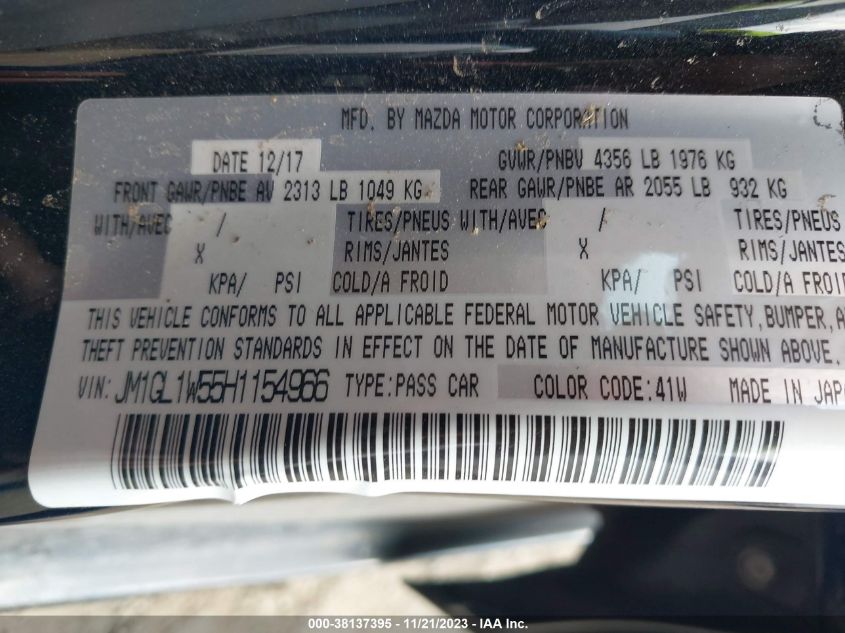 MFD. BY MAZDA MOTOR CORPORATION
DATE 12/17 GVWR/PNBV 4356 LB 1976 KG
FRONT GAWR/PNBE AV 2313 LB 1049 KG REAR GAWR/PNBE AR 2055 LB 932 KG
WITH/AVEC / TIRES/PNEUS WITH/AVEC / TIRES/PNEUS
X RIMS/JANTES X RIMS/JANTES
KPA/ PSI COLD/A FROID KPA/ PSI COLD/A FROI
THIS VEHICLE CONFORMS TO ALL APPLICABLE FEDERAL MOTOR VEHICLE SAFETY, BUMPER, A
THEFT PREVENTION STANDARDS IN EFFECT ON THE DATE OF MANUFACTURE SHOWN ABOVE.
VIN: JM1GL1W55H1154966 TYPE:PASS CAR COLOR CODE:41W MADE IN JAPA
000-38137395 - 11/21/2023 - IAA Inc.